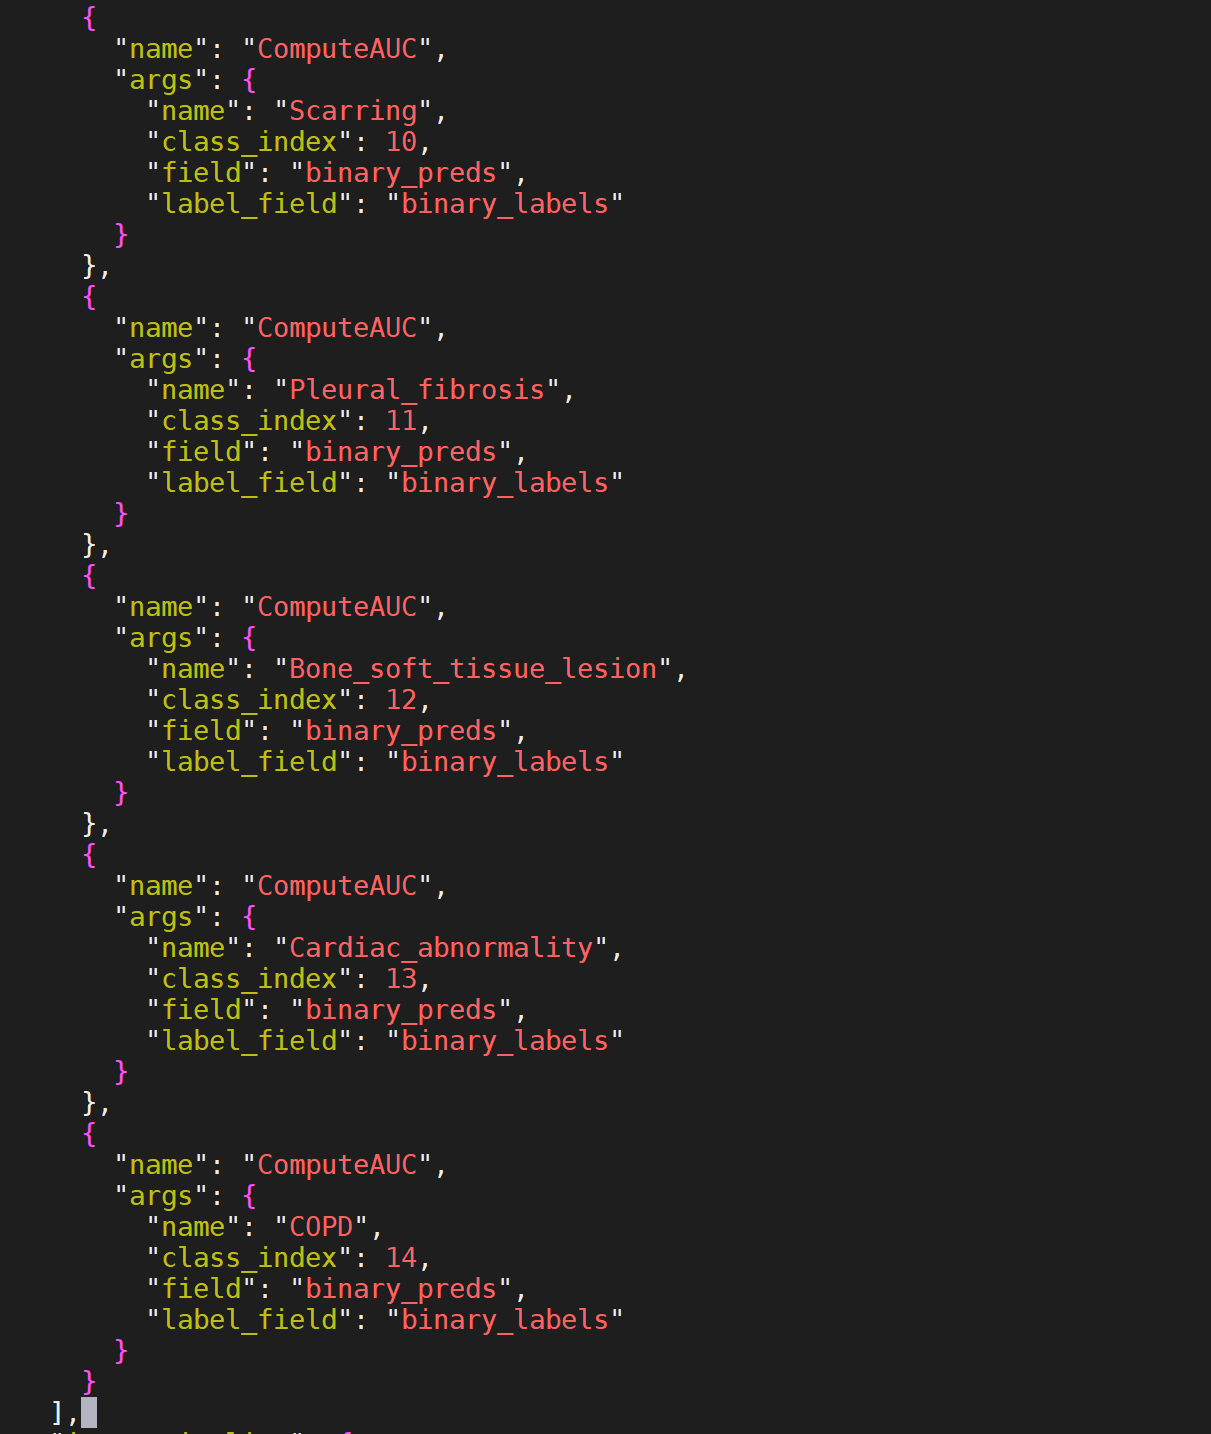 {
"name": "ComputeAUC",
"args": {
"name": "Scarring",
"class_index": 10,
"field": "binary_preds",
"label_field": "binary_labels"
}
},
{
"name": "ComputeAUC",
"args": {
"name": "Pleural_fibrosis",
"class_index": 11,
"field": "binary_preds",
"label_field": "binary_labels"
}
},
{
"name": "ComputeAUC",
"args": {
"name": "Bone_soft_tissue_lesion",
"class_index": 12,
"field": "binary_preds",
"label_field": "binary_labels"
}
},
{
"name": "ComputeAUC",
"args": {
"name": "Cardiac_abnormality",
"class_index": 13,
"field": "binary_preds",
"label_field": "binary_labels"
}
},
{
"name": "ComputeAUC",
"args": {
"name": "COPD",
"class_index": 14,
"field": "binary_preds",
"label_field": "binary_labels"
}
}
],